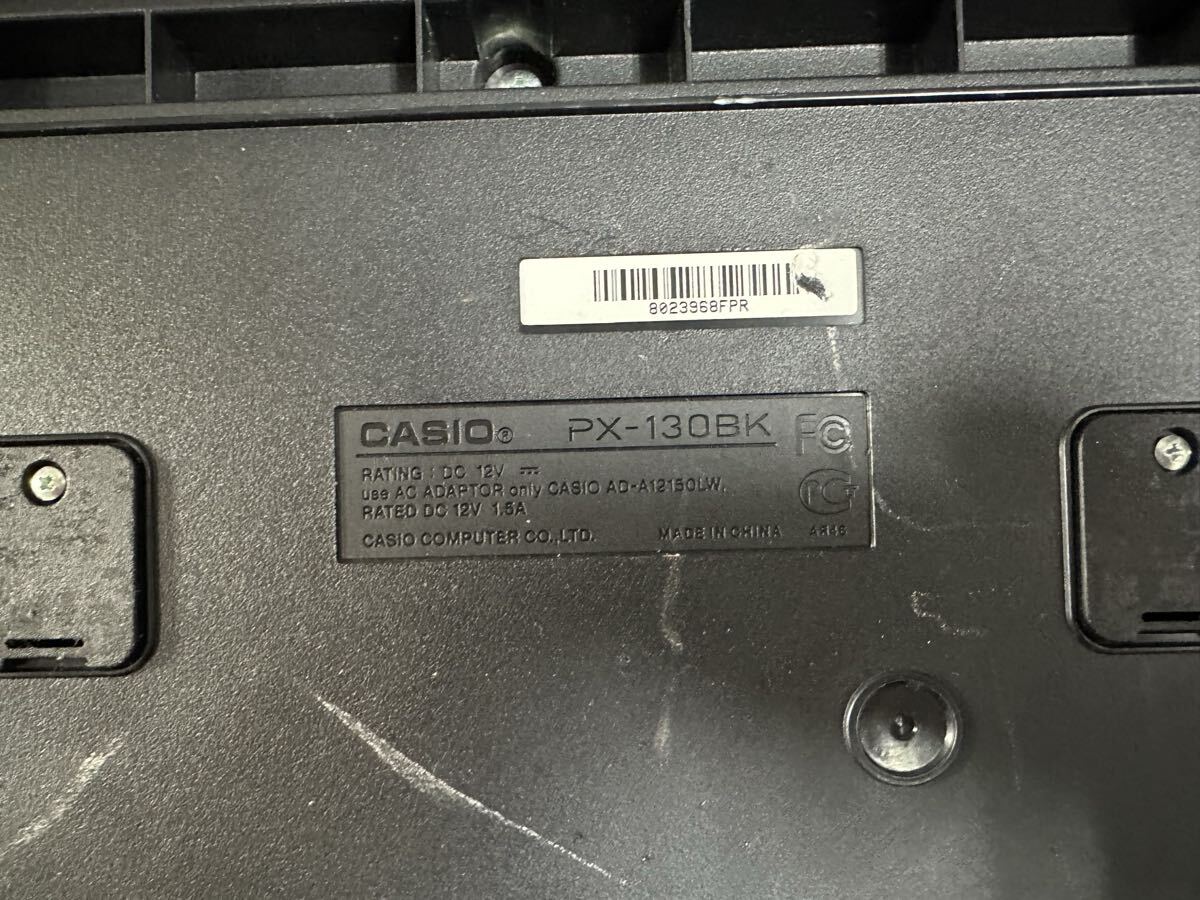 8023968FPR
CASIO® PX-130BK FC
RATING : DC 12V ⎓
use AC ADAPTOR only CASIO AD-A12150LW,
RATED DC 12V 1.5A
CASIO COMPUTER CO.,LTD. MADE IN CHINA